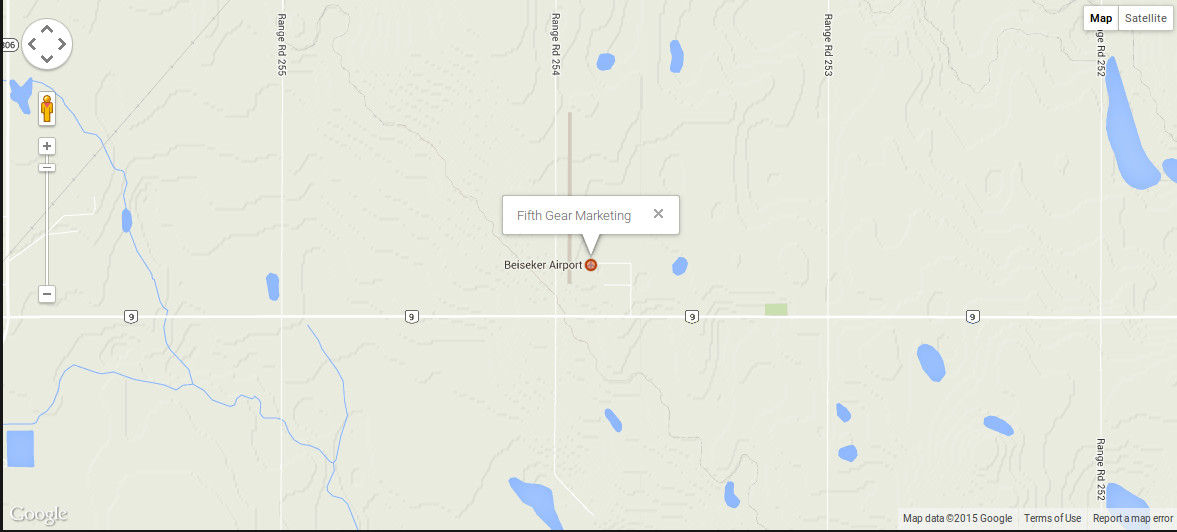 Range Rd 255
Range Rd 254
Range Rd 253
Range Rd 252
Map
Satellite
806
+
−
Fifth Gear Marketing ×
Beiseker Airport
9
9
9
9
Range Rd 252
Google
Map data ©2015 Google
Terms of Use
Report a map error